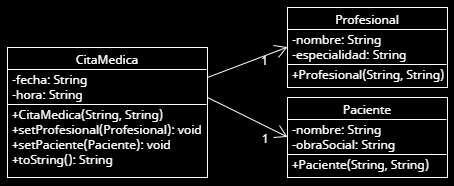 CitaMedica
-fecha: String
-hora: String
+CitaMedica(String, String)
+setProfesional(Profesional): void
+setPaciente(Paciente): void
+toString(): String
1
1
Profesional
-nombre: String
-especialidad: String
+Profesional(String, String)
Paciente
-nombre: String
-obraSocial: String
+Paciente(String, String)